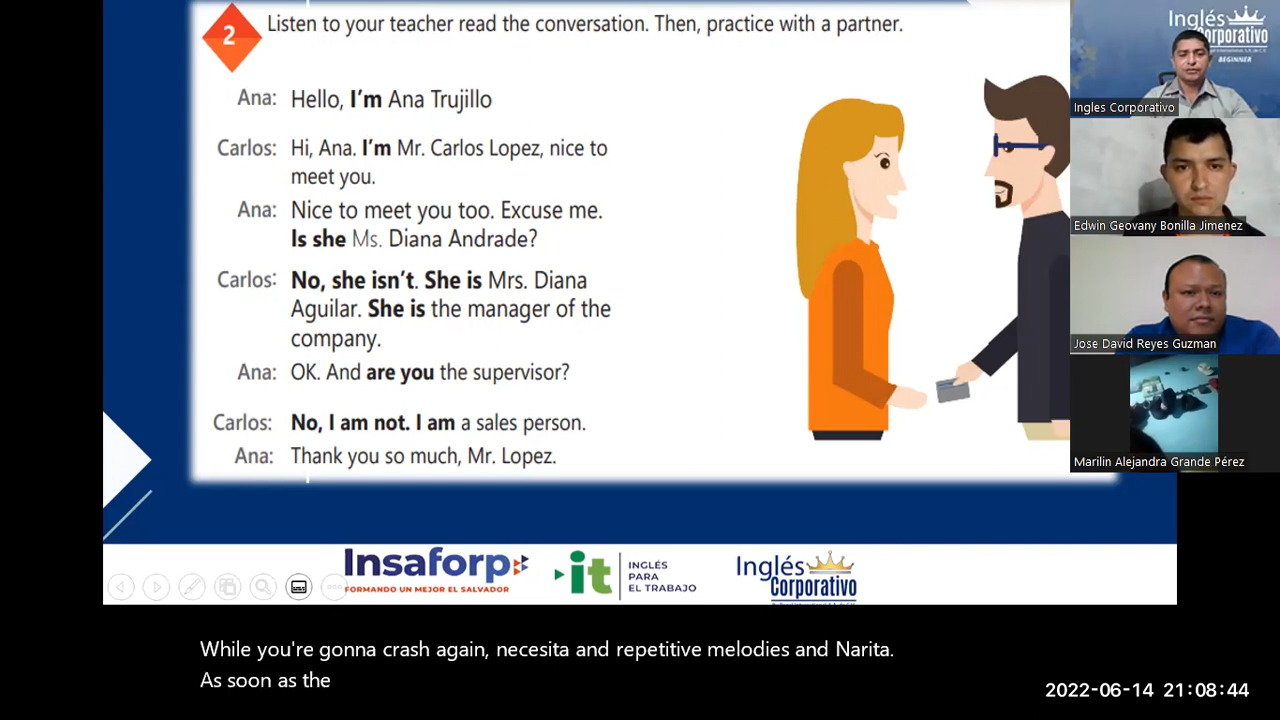 2
Listen to your teacher read the conversation. Then, practice with a partner.
Ana: Hello, I'm Ana Trujillo
Carlos: Hi, Ana. I'm Mr. Carlos Lopez, nice to
meet you.
Ana: Nice to meet you too. Excuse me.
Is she Ms. Diana Andrade?
Carlos: No, she isn't. She is Mrs. Diana
Aguilar. She is the manager of the
company.
Ana: OK. And are you the supervisor?
Carlos: No, I am not. I am a sales person.
Ana: Thank you so much, Mr. Lopez.
Inglés
Corporativo
BEGINNER
Ingles Corporativo
Edwin Geovany Bonilla Jimenez
Jose David Reyes Guzman
Marilin Alejandra Grande Pérez
Insaforp
FORMANDO UN MEJOR EL SALVADOR
it
INGLÉS
PARA
EL TRABAJO
Inglés
Corporativo
While you're gonna crash again, necesita and repetitive melodies and Narita.
As soon as the
2022-06-14 21:08:44